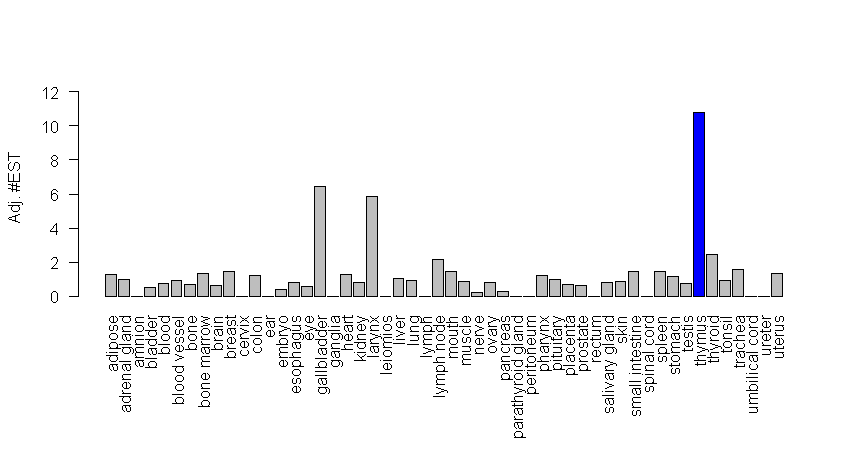 Adj. #EST
12
10
8
6
4
2
0
adipose
adrenal gland
amnion
bladder
blood
blood vessel
bone
bone marrow
brain
breast
cervix
colon
ear
embryo
esophagus
eye
gallbladder
ganglia
heart
kidney
larynx
leiomios
liver
lung
lymph
lymph node
mouth
muscle
nerve
ovary
pancreas
parathyroid gland
peritoneum
pharynx
pituitary
placenta
prostate
rectum
salivary gland
skin
small intestine
spinal cord
spleen
stomach
testis
thymus
thyroid
tonsil
trachea
umbilical cord
ureter
uterus